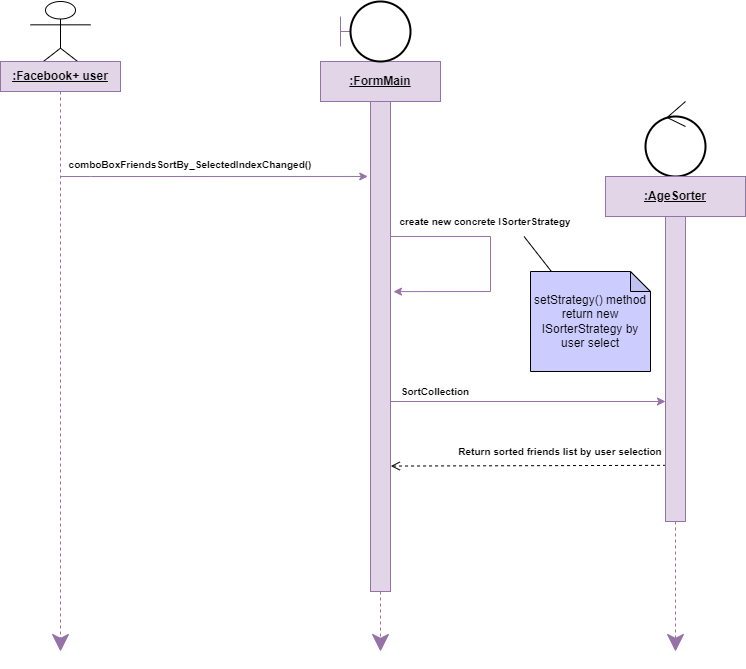 :Facebook+ user
:FormMain
comboBoxFriendsSortBy_SelectedIndexChanged()
:AgeSorter
create new concrete ISorterStrategy
setStrategy() method
return new
ISorterStrategy by
user select
SortCollection
Return sorted friends list by user selection